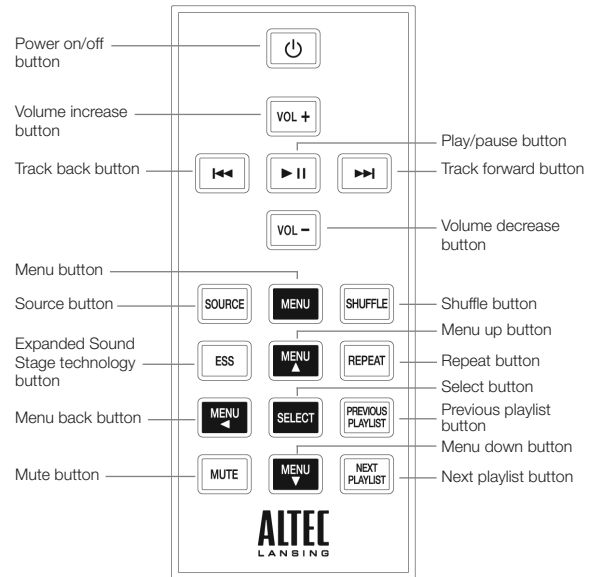 Power on/off
button
VOL +
Volume increase
button
Play/pause button
Track back button
Track forward button
VOL −
Volume decrease
button
Menu button
Source button
SOURCE
MENU
SHUFFLE
Shuffle button
Menu up button
Expanded Sound
Stage technology
button
ESS
MENU
REPEAT
Repeat button
Select button
Menu back button
MENU
SELECT
PREVIOUS
PLAYLIST
Previous playlist
button
Menu down button
Mute button
MUTE
MENU
NEXT
PLAYLIST
Next playlist button
ALTEC
LANSING